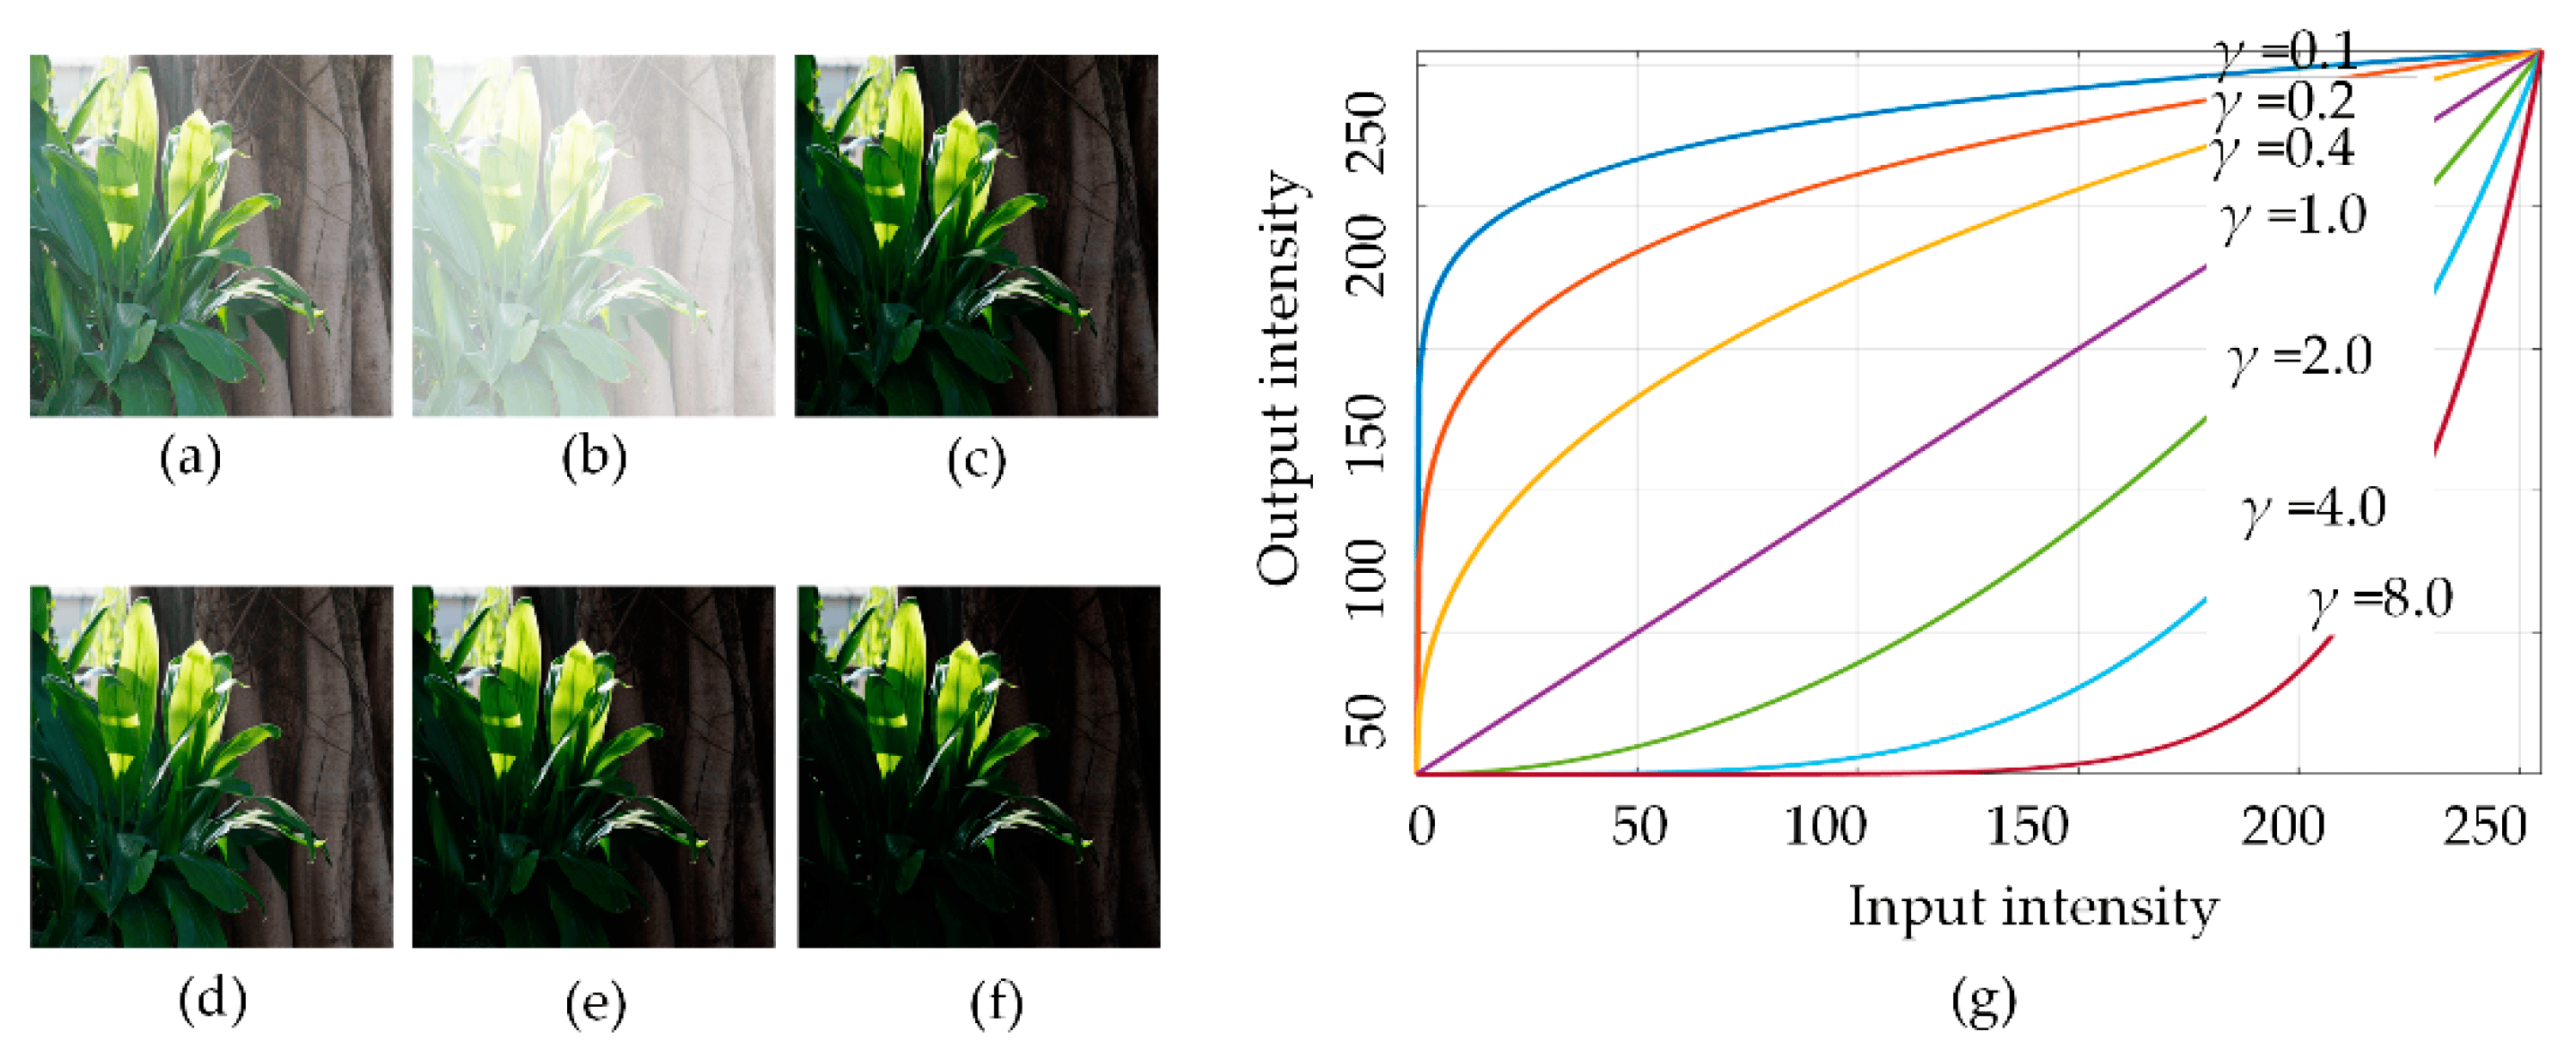 (a) (b) (c)
(d) (e) (f)
Output intensity
250
200
150
100
50
γ =0.1
γ =0.2
γ =0.4
γ =1.0
γ =2.0
γ =4.0
γ =8.0
0 50 100 150 200 250
Input intensity
(g)